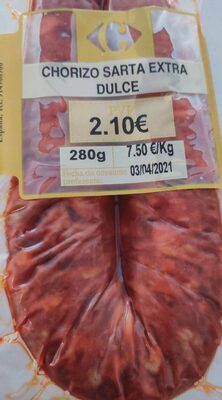 CHORIZO SARTA EXTRA
DULCE
2.10€
280g
7.50 €/Kg
03/04/2021